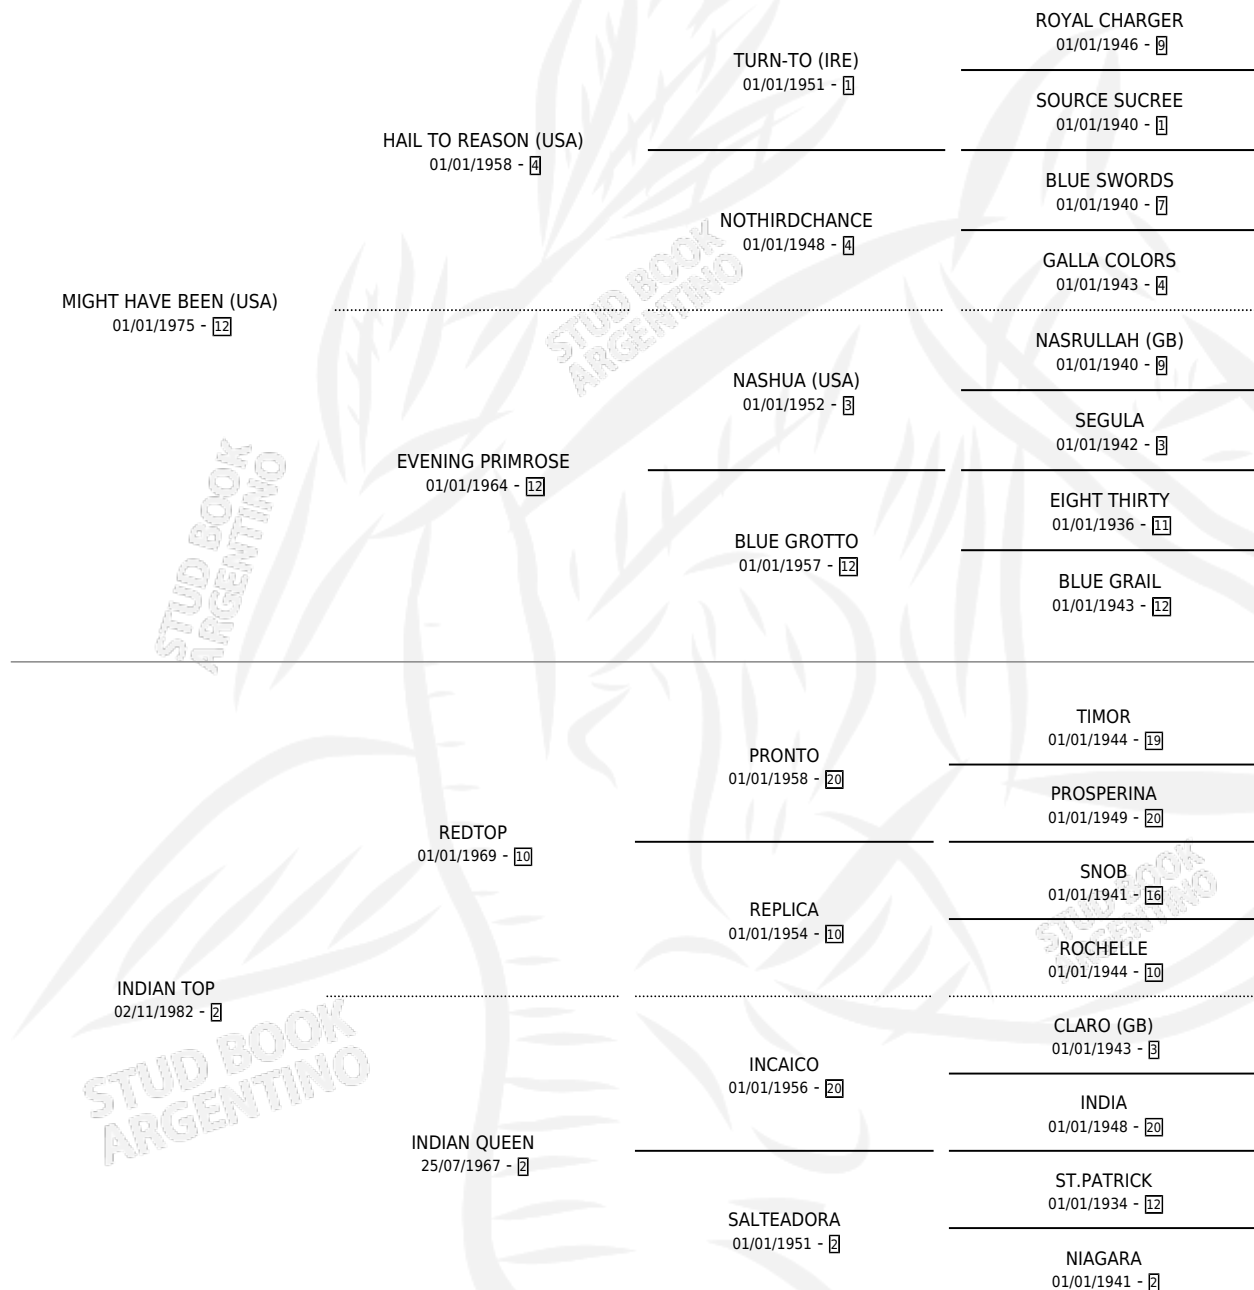 ROYAL CHARGER
01/01/1946 - 9
TURN-TO (IRE)
01/01/1951 - 1
SOURCE SUCREE
01/01/1940 - 1
HAIL TO REASON (USA)
01/01/1958 - 4
BLUE SWORDS
01/01/1940 - 7
NOTHIRDCHANCE
01/01/1948 - 4
GALLA COLORS
01/01/1943 - 4
MIGHT HAVE BEEN (USA)
01/01/1975 - 12
NASRULLAH (GB)
01/01/1940 - 9
NASHUA (USA)
01/01/1952 - 3
SEGULA
01/01/1942 - 3
EVENING PRIMROSE
01/01/1964 - 12
EIGHT THIRTY
01/01/1936 - 11
BLUE GROTTO
01/01/1957 - 12
BLUE GRAIL
01/01/1943 - 12
TIMOR
01/01/1944 - 19
PRONTO
01/01/1958 - 20
PROSPERINA
01/01/1949 - 20
REDTOP
01/01/1969 - 10
SNOB
01/01/1941 - 16
REPLICA
01/01/1954 - 10
ROCHELLE
01/01/1944 - 10
INDIAN TOP
02/11/1982 - 2
CLARO (GB)
01/01/1943 - 3
INCAICO
01/01/1956 - 20
INDIA
01/01/1948 - 20
INDIAN QUEEN
25/07/1967 - 2
ST.PATRICK
01/01/1934 - 12
SALTEADORA
01/01/1951 - 2
NIAGARA
01/01/1941 - 2
STUD BOOK
ARGENTINO
STUD BOOK
ARGENTINO
STUD BOOK
ARGENTINO
STUD BOOK
ARGENTINO